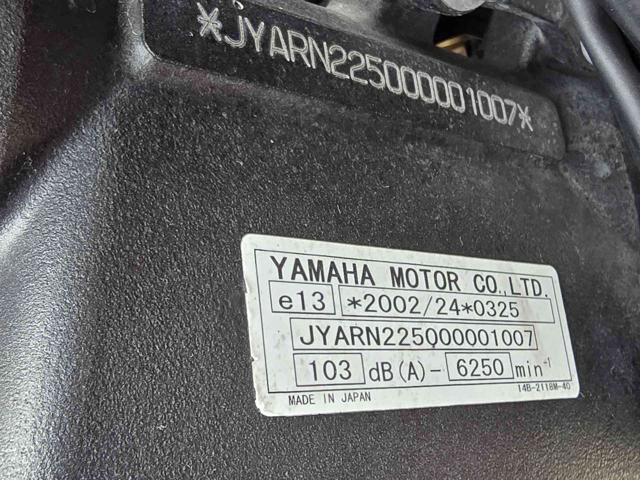 *JYARN225000001007*
YAMAHA MOTOR CO.,LTD.
e13 *2002/24*0325
JYARN225000001007
103 dB(A)- 6250 min⁻¹
14B-2118M-40
MADE IN JAPAN